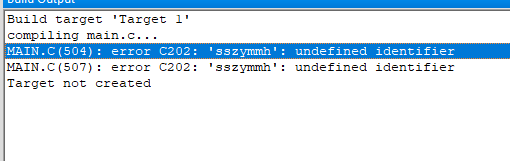 Build Output
Build target 'Target 1'
compiling main.c...
MAIN.C(504): error C202: 'sszymmh': undefined identifier
MAIN.C(507): error C202: 'sszymmh': undefined identifier
Target not created